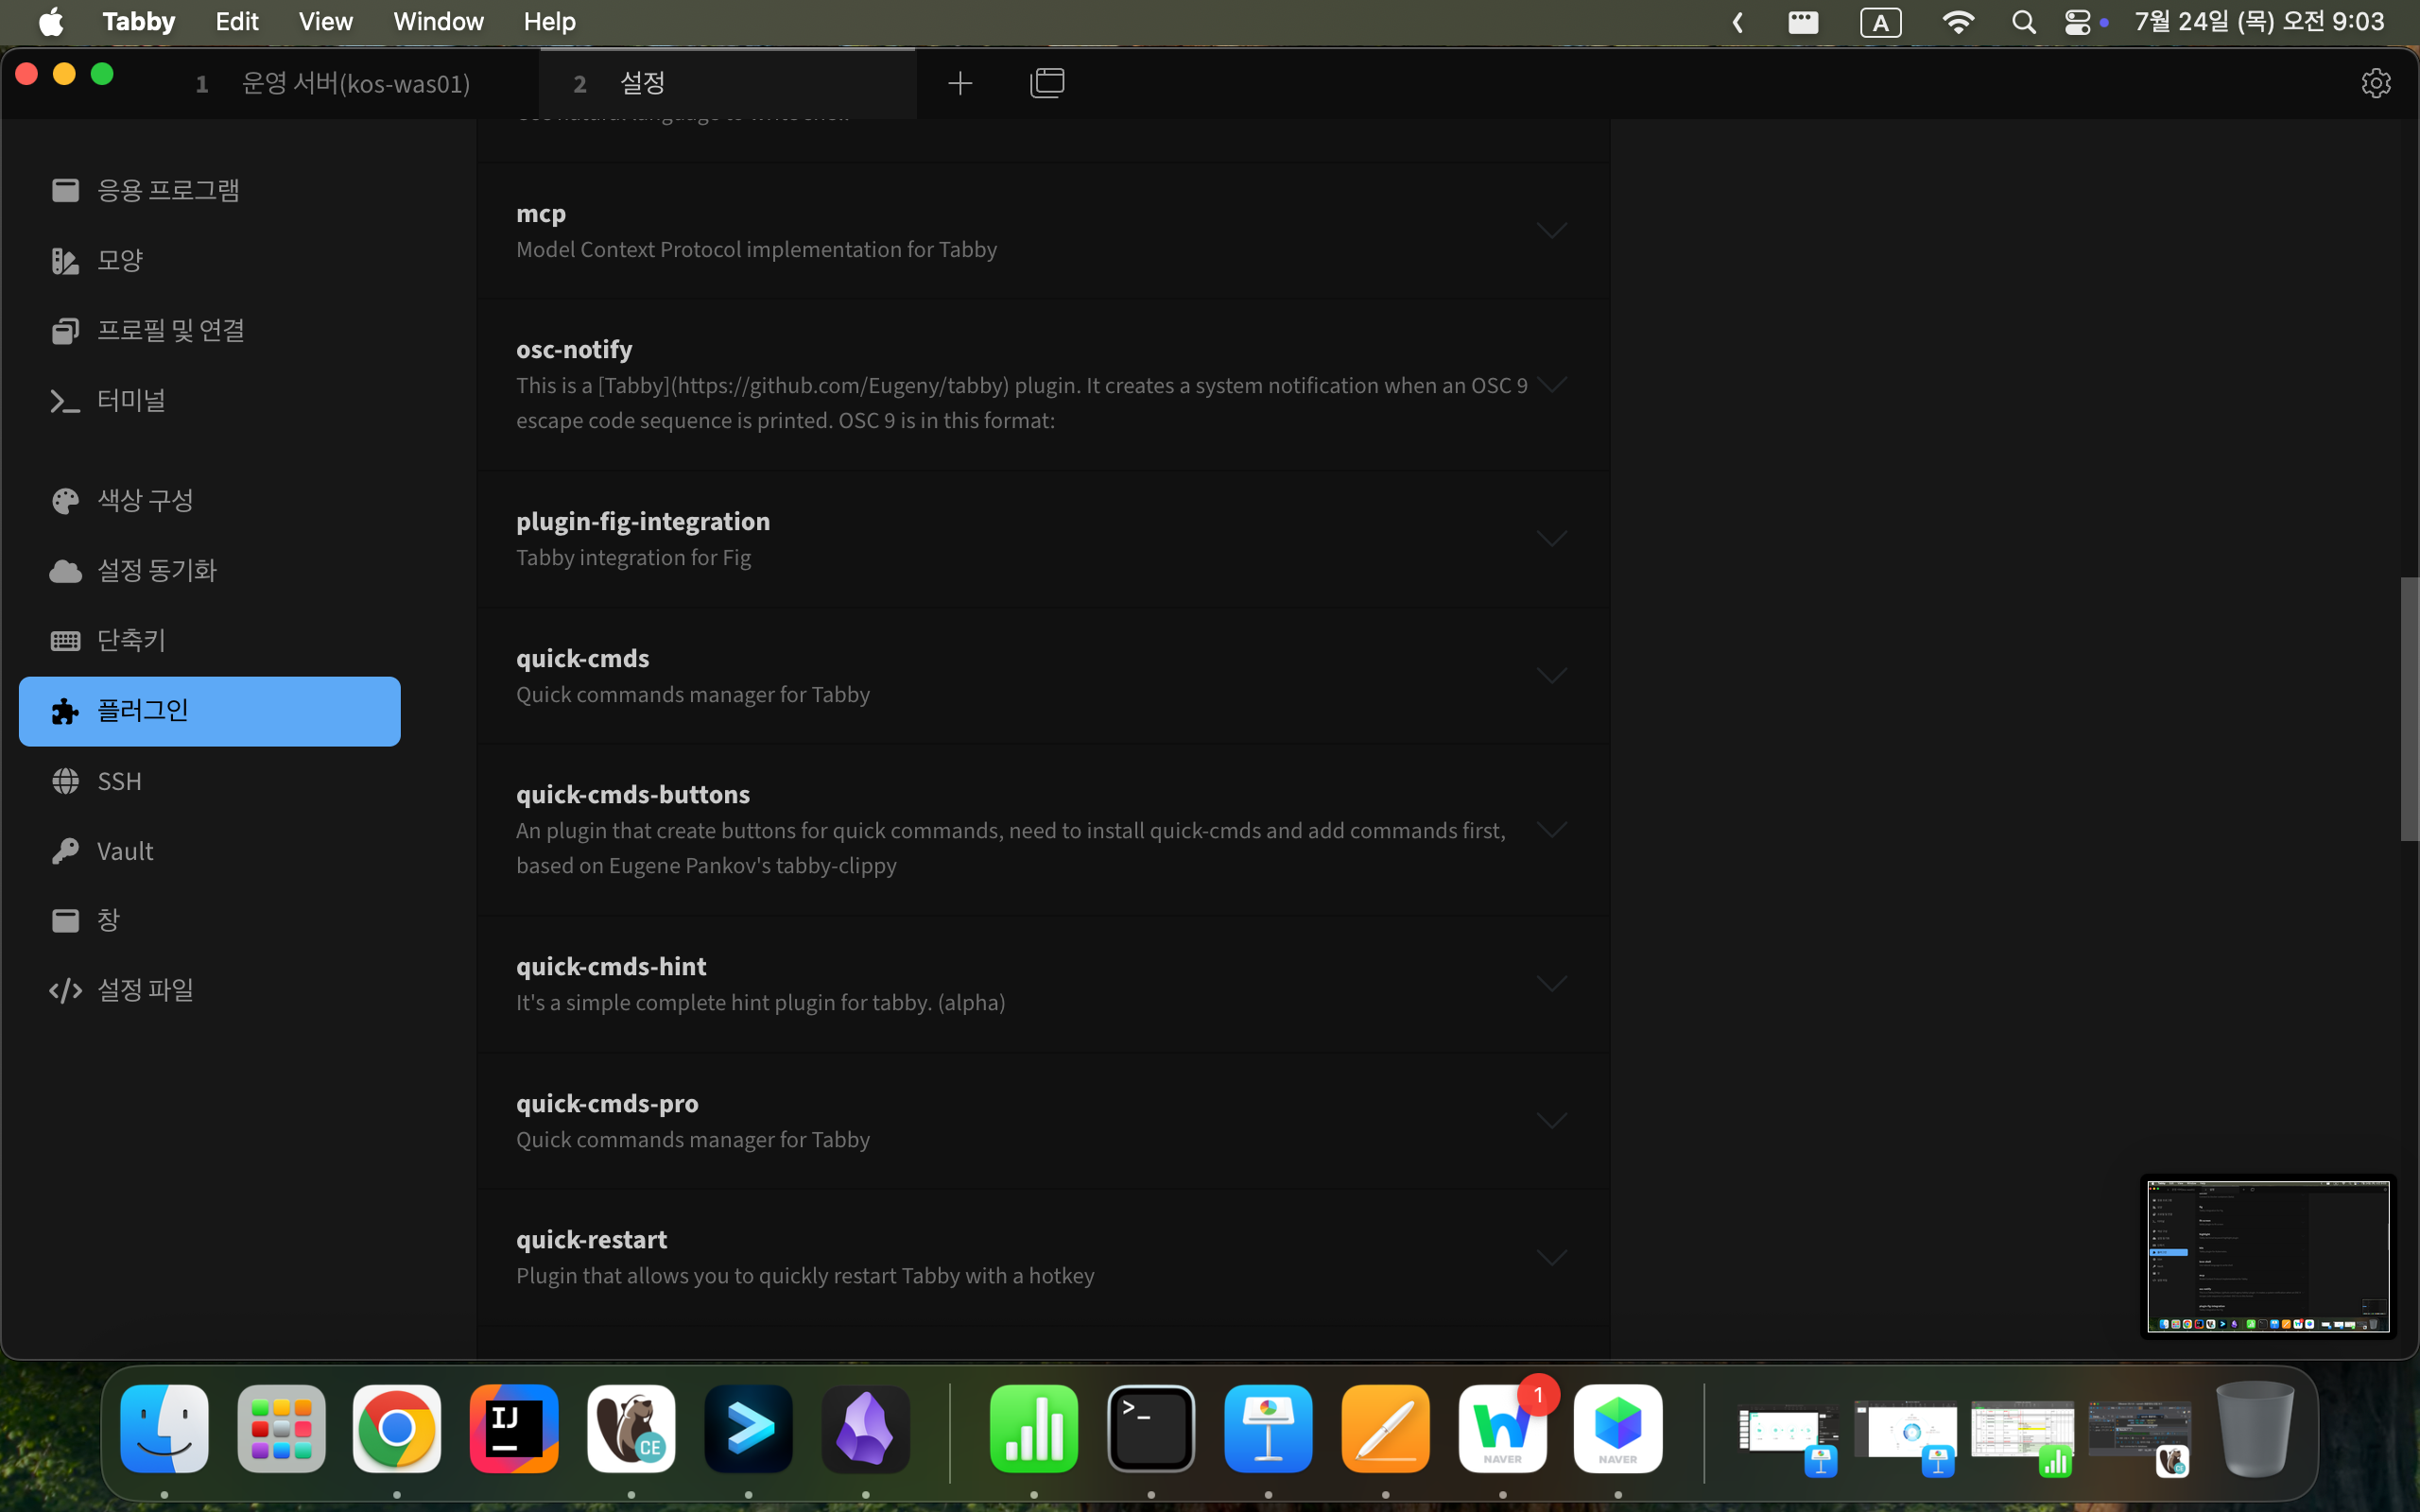 Tabby Edit View Window Help
A 7월 24일 (목) 오전 9:03
1 운영 서버(kos-was01) 2 설정
응용 프로그램
모양
프로필 및 연결
터미널
색상 구성
설정 동기화
단축키
플러그인
SSH
Vault
창
설정 파일
Use natural language to write shell
mcp
Model Context Protocol implementation for Tabby
osc-notify
This is a [Tabby](https://github.com/Eugeny/tabby) plugin. It creates a system notification when an OSC 9
escape code sequence is printed. OSC 9 is in this format:
plugin-fig-integration
Tabby integration for Fig
quick-cmds
Quick commands manager for Tabby
quick-cmds-buttons
An plugin that create buttons for quick commands, need to install quick-cmds and add commands first,
based on Eugene Pankov's tabby-clippy
quick-cmds-hint
It's a simple complete hint plugin for tabby. (alpha)
quick-cmds-pro
Quick commands manager for Tabby
quick-restart
Plugin that allows you to quickly restart Tabby with a hotkey
IJ
CE
NAVER
1
NAVER